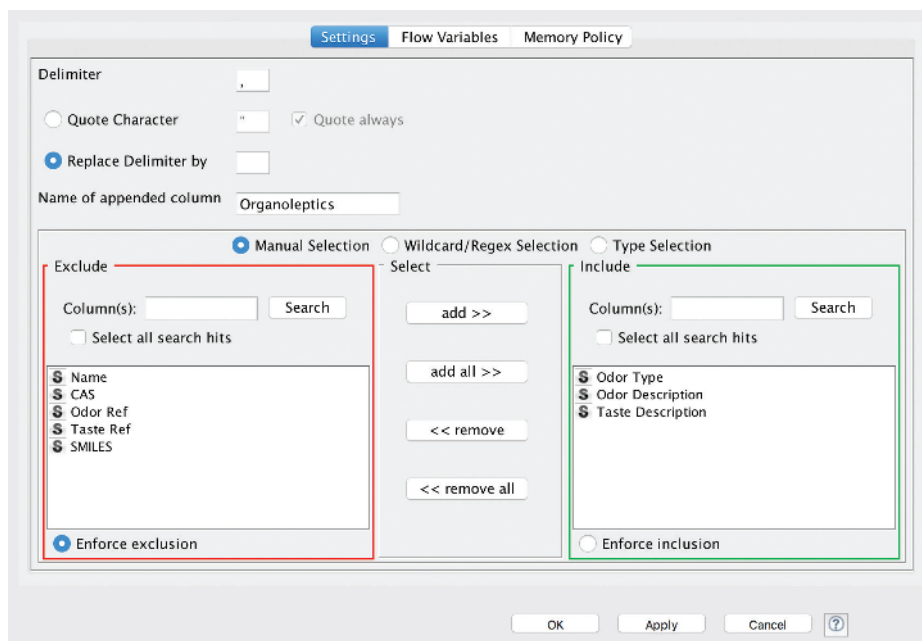 Settings Flow Variables Memory Policy
Delimiter ,
Quote Character " Quote always
Replace Delimiter by
Name of appended column Organoleptics
Manual Selection Wildcard/Regex Selection Type Selection
Exclude Select Include
Column(s): Search add >> Column(s): Search
Select all search hits Select all search hits
add all >>
S Name S Odor Type
S CAS S Odor Description
S Odor Ref S Taste Description
S Taste Ref << remove
S SMILES
<< remove all
Enforce exclusion Enforce inclusion
OK Apply Cancel ?